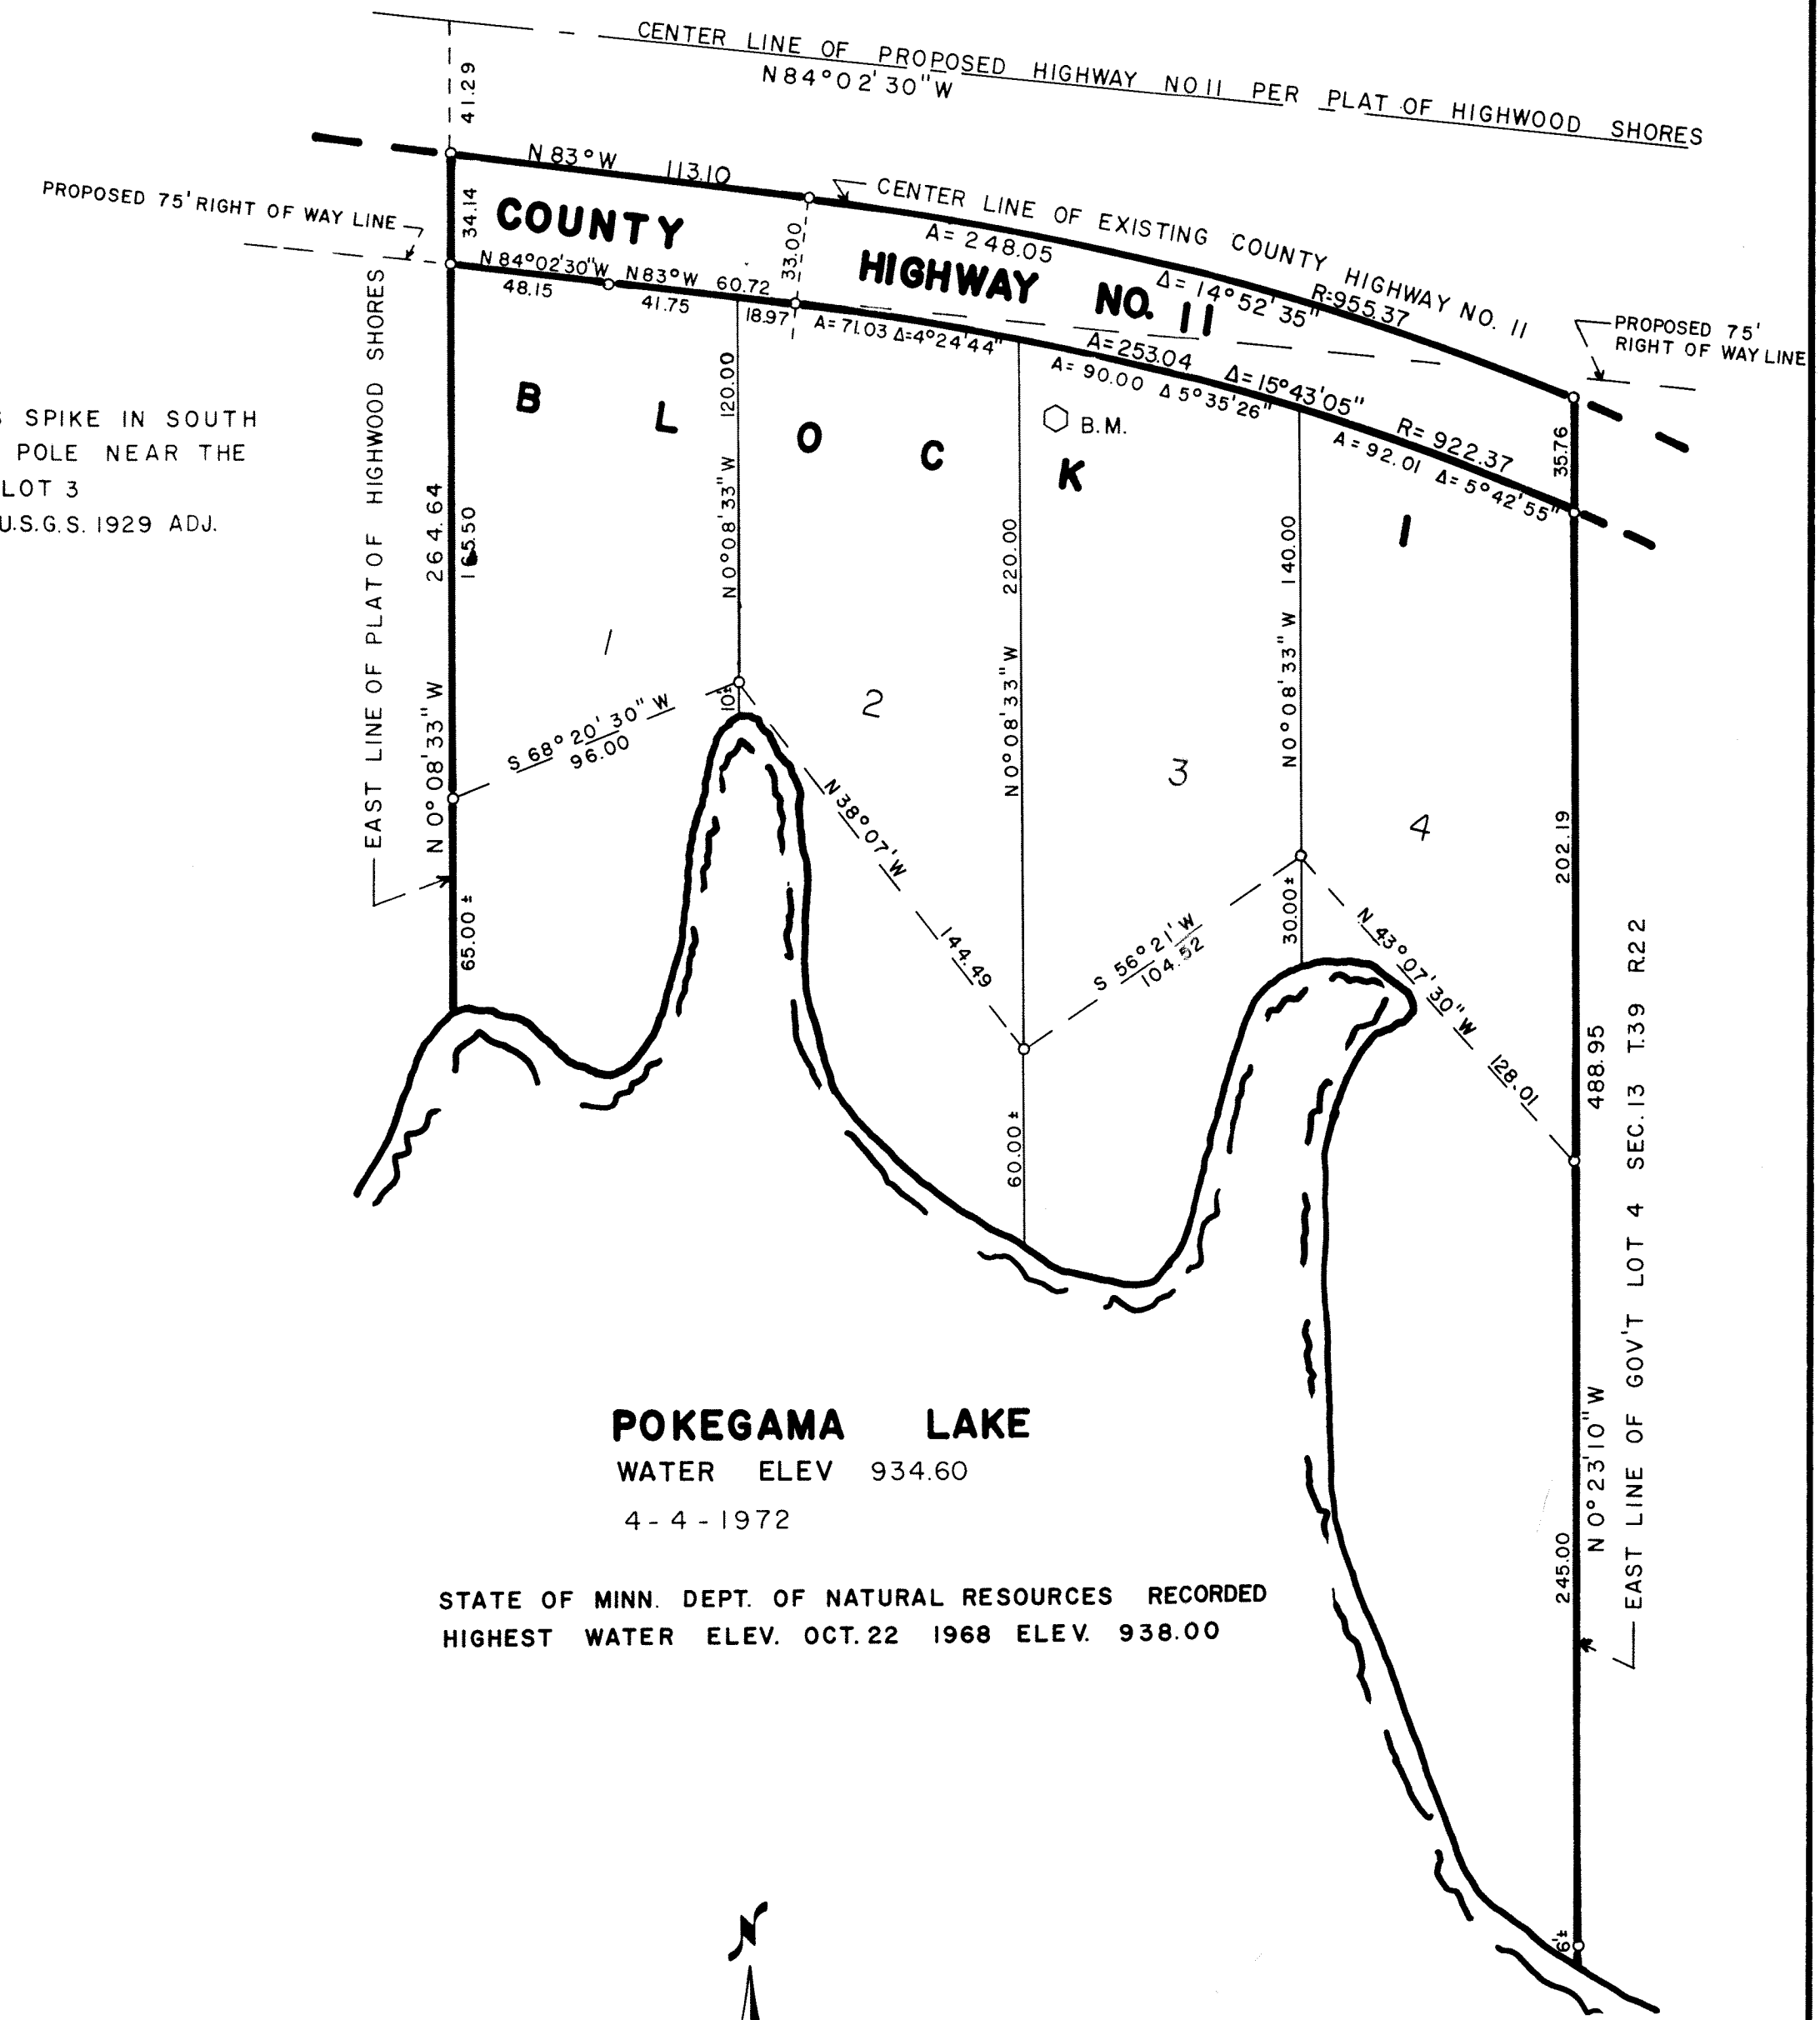 CENTER LINE OF PROPOSED HIGHWAY NO 11 PER PLAT OF HIGHWOOD SHORES
N 84° 02' 30" W
41.29
N 83° W 113.10
CENTER LINE OF EXISTING COUNTY HIGHWAY NO. 11
A = 248.05
Δ = 14° 52' 35"
R=955.37
PROPOSED 75' RIGHT OF WAY LINE
34.14
COUNTY HIGHWAY NO. 11
33.00
PROPOSED 75'
RIGHT OF WAY LINE
N 84° 02' 30" W
48.15
N 83° W 60.72
41.75
18.97
A = 71.03 Δ=4° 24' 44"
A=253.04 Δ=15° 43' 05" R= 922.37
A = 90.00 Δ 5° 35' 26"
A = 92.01 Δ= 5° 42' 55"
35.76
BLOCK 1
B.M.
SPIKE IN SOUTH
POLE NEAR THE
LOT 3
U.S.G.S. 1929 ADJ.
EAST LINE OF PLAT OF HIGHWOOD SHORES
N 0° 08' 33" W 264.64
165.50
65.00 ±
N 0° 08' 33" W 120.00
10±
N 0° 08' 33" W 220.00
60.00 ±
N 0° 08' 33" W 140.00
30.00 ±
1
2
3
4
S 68° 20' 30" W
96.00
N 38° 07' W 144.49
S 56° 21' W
104.52
N 43° 07' 30" W 128.01
202.19
488.95
N 0° 23' 10" W
245.00
6'±
EAST LINE OF GOV'T LOT 4 SEC. 13 T.39 R22
POKEGAMA LAKE
WATER ELEV 934.60
4-4-1972
STATE OF MINN. DEPT. OF NATURAL RESOURCES RECORDED
HIGHEST WATER ELEV. OCT. 22 1968 ELEV. 938.00
N